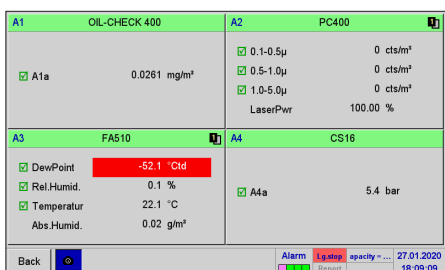 A1 OIL-CHECK 400
A1a 0.0261 mg/m³
A2 PC400
0.1-0.5µ 0 cts/m³
0.5-1.0µ 0 cts/m³
1.0-5.0µ 0 cts/m³
LaserPwr 100.00 %
A3 FA510
DewPoint -52.1 °Ctd
Rel.Humid. 0.1 %
Temperatur 22.1 °C
Abs.Humid. 0.02 g/m³
A4 CS16
A4a 5.4 bar
Back Alarm Lg.stop apacity = ... 27.01.2020
Report 18:09:09